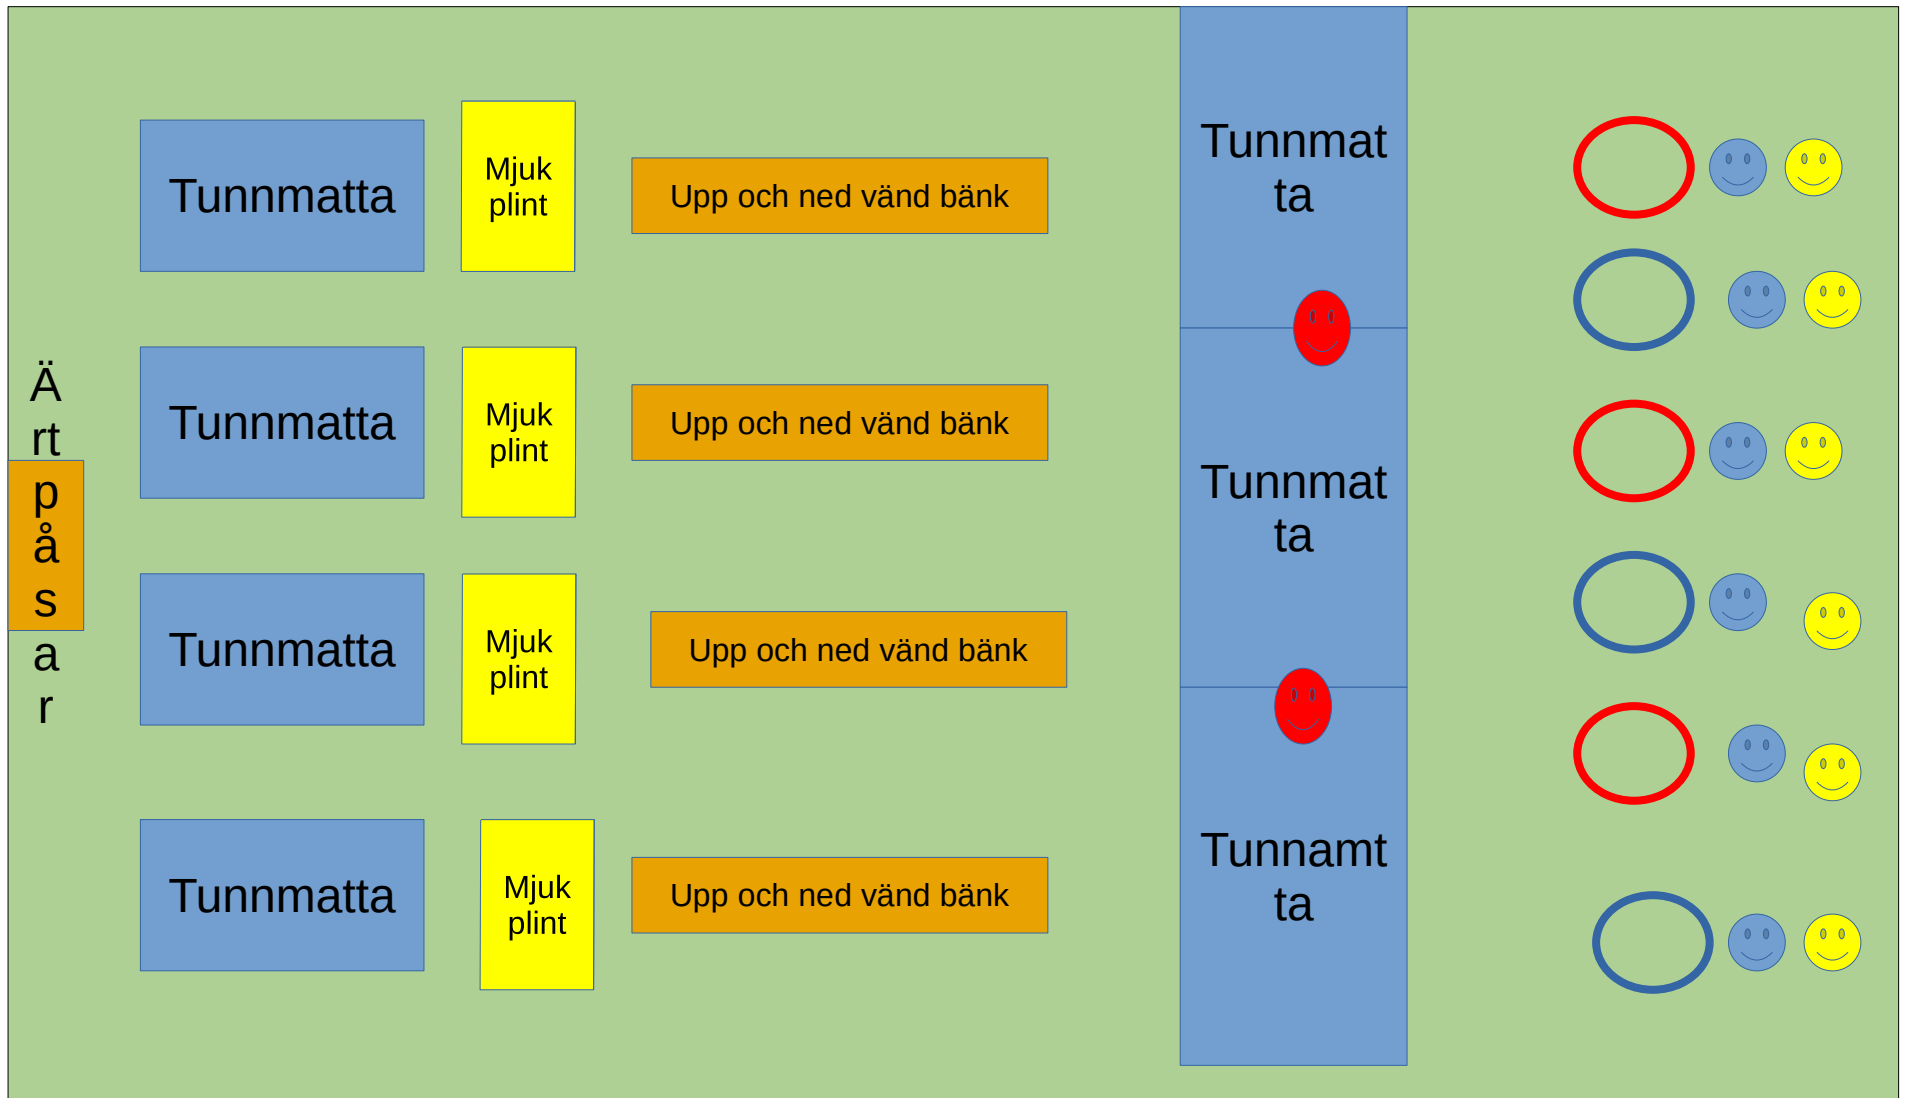 Ä
rt
p
å
s
a
r
Tunnmatta
Mjuk
plint
Upp och ned vänd bänk
Tunnmatta
Mjuk
plint
Upp och ned vänd bänk
Tunnmatta
Mjuk
plint
Upp och ned vänd bänk
Tunnmatta
Mjuk
plint
Upp och ned vänd bänk
Tunnmat
ta
Tunnmat
ta
Tunnamt
ta